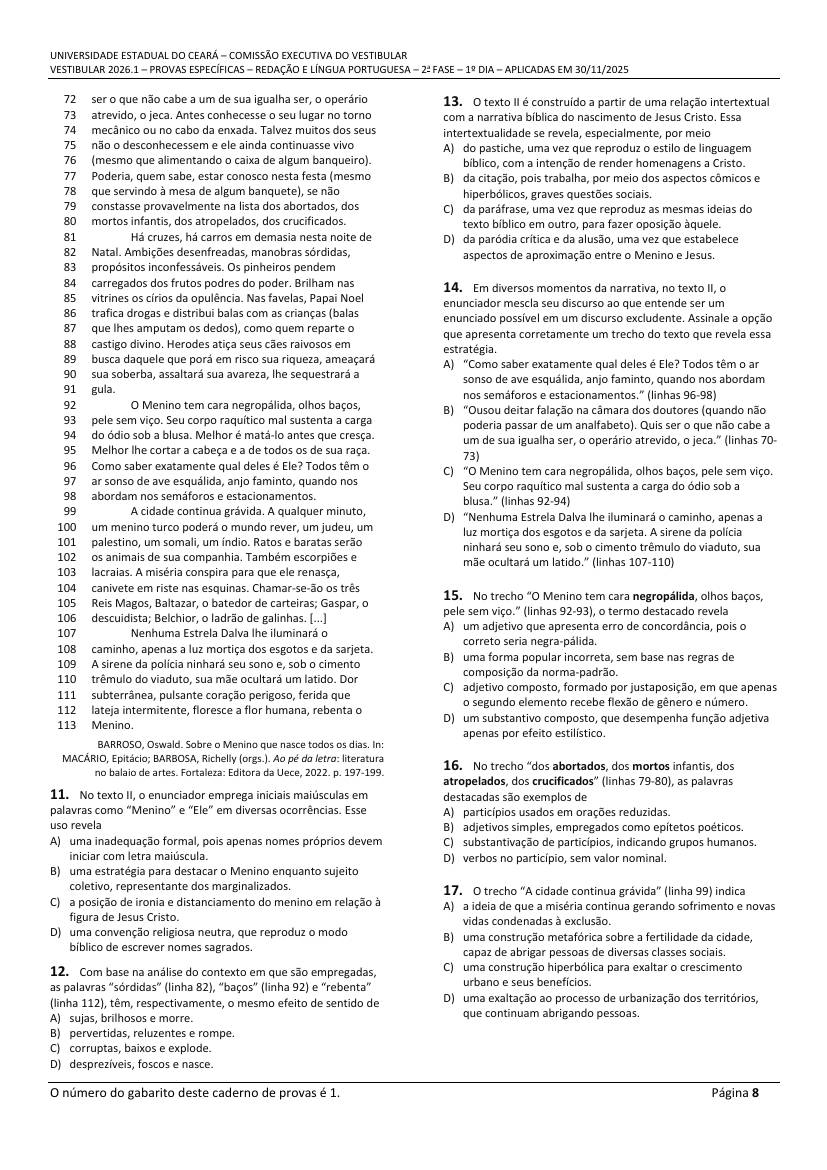 UNIVERSIDADE ESTADUAL DO CEARÁ – COMISSÃO EXECUTIVA DO VESTIBULAR
VESTIBULAR 2026.1 – PROVAS ESPECÍFICAS – REDAÇÃO E LÍNGUA PORTUGUESA – 2ª FASE – 1º DIA – APLICADAS EM 30/11/2025
72 ser o que não cabe a um de sua igualha ser, o operário
73 atrevido, o jeca. Antes conhecesse o seu lugar no torno
74 mecânico ou no cabo da enxada. Talvez muitos dos seus
75 não o desconhecessem e ele ainda continuasse vivo
76 (mesmo que alimentando o caixa de algum banqueiro).
77 Poderia, quem sabe, estar conosco nesta festa (mesmo
78 que servindo à mesa de algum banquete), se não
79 constasse provavelmente na lista dos abortados, dos
80 mortos infantis, dos atropelados, dos crucificados.
81 Há cruzes, há carros em demasia nesta noite de
82 Natal. Ambições desenfreadas, manobras sórdidas,
83 propósitos inconfessáveis. Os pinheiros pendem
84 carregados dos frutos podres do poder. Brilham nas
85 vitrines os círios da opulência. Nas favelas, Papai Noel
86 trafica drogas e distribui balas com as crianças (balas
87 que lhes amputam os dedos), como quem reparte o
88 castigo divino. Herodes atiça seus cães raivosos em
89 busca daquele que porá em risco sua riqueza, ameaçará
90 sua soberba, assaltará sua avareza, lhe sequestrará a
91 gula.
92 O Menino tem cara negropálida, olhos baços,
93 pele sem viço. Seu corpo raquítico mal sustenta a carga
94 do ódio sob a blusa. Melhor é matá-lo antes que cresça.
95 Melhor lhe cortar a cabeça e a de todos os de sua raça.
96 Como saber exatamente qual deles é Ele? Todos têm o
97 ar sonso de ave esquálida, anjo faminto, quando nos
98 abordam nos semáforos e estacionamentos.
99 A cidade continua grávida. A qualquer minuto,
100 um menino turco poderá o mundo rever, um judeu, um
101 palestino, um somali, um índio. Ratos e baratas serão
102 os animais de sua companhia. Também escorpiões e
103 lacraias. A miséria conspira para que ele renasça,
104 canivete em riste nas esquinas. Chamar-se-ão os três
105 Reis Magos, Baltazar, o batedor de carteiras; Gaspar, o
106 descuidista; Belchior, o ladrão de galinhas. [...]
107 Nenhuma Estrela Dalva lhe iluminará o
108 caminho, apenas a luz mortiça dos esgotos e da sarjeta.
109 A sirene da polícia ninhará seu sono e, sob o cimento
110 trêmulo do viaduto, sua mãe ocultará um latido. Dor
111 subterrânea, pulsante coração perigoso, ferida que
112 lateja intermitente, floresce a flor humana, rebenta o
113 Menino.
BARROSO, Oswald. Sobre o Menino que nasce todos os dias. In:
MACÁRIO, Epitácio; BARBOSA, Richelly (orgs.). Ao pé da letra: literatura
no balaio de artes. Fortaleza: Editora da Uece, 2022. p. 197-199.
11. No texto II, o enunciador emprega iniciais maiúsculas em
palavras como “Menino” e “Ele” em diversas ocorrências. Esse
uso revela
A) uma inadequação formal, pois apenas nomes próprios devem
iniciar com letra maiúscula.
B) uma estratégia para destacar o Menino enquanto sujeito
coletivo, representante dos marginalizados.
C) a posição de ironia e distanciamento do menino em relação à
figura de Jesus Cristo.
D) uma convenção religiosa neutra, que reproduz o modo
bíblico de escrever nomes sagrados.
12. Com base na análise do contexto em que são empregadas,
as palavras “sórdidas” (linha 82), “baços” (linha 92) e “rebenta”
(linha 112), têm, respectivamente, o mesmo efeito de sentido de
A) sujas, brilhosos e morre.
B) pervertidas, reluzentes e rompe.
C) corruptas, baixos e explode.
D) desprezíveis, foscos e nasce.
13. O texto II é construído a partir de uma relação intertextual
com a narrativa bíblica do nascimento de Jesus Cristo. Essa
intertextualidade se revela, especialmente, por meio
A) do pastiche, uma vez que reproduz o estilo de linguagem
bíblico, com a intenção de render homenagens a Cristo.
B) da citação, pois trabalha, por meio dos aspectos cômicos e
hiperbólicos, graves questões sociais.
C) da paráfrase, uma vez que reproduz as mesmas ideias do
texto bíblico em outro, para fazer oposição àquele.
D) da paródia crítica e da alusão, uma vez que estabelece
aspectos de aproximação entre o Menino e Jesus.
14. Em diversos momentos da narrativa, no texto II, o
enunciador mescla seu discurso ao que entende ser um
enunciado possível em um discurso excludente. Assinale a opção
que apresenta corretamente um trecho do texto que revela essa
estratégia.
A) “Como saber exatamente qual deles é Ele? Todos têm o ar
sonso de ave esquálida, anjo faminto, quando nos abordam
nos semáforos e estacionamentos.” (linhas 96-98)
B) “Ousou deitar falação na câmara dos doutores (quando não
poderia passar de um analfabeto). Quis ser o que não cabe a
um de sua igualha ser, o operário atrevido, o jeca.” (linhas 70-
73)
C) “O Menino tem cara negropálida, olhos baços, pele sem viço.
Seu corpo raquítico mal sustenta a carga do ódio sob a
blusa.” (linhas 92-94)
D) “Nenhuma Estrela Dalva lhe iluminará o caminho, apenas a
luz mortiça dos esgotos e da sarjeta. A sirene da polícia
ninhará seu sono e, sob o cimento trêmulo do viaduto, sua
mãe ocultará um latido.” (linhas 107-110)
15. No trecho “O Menino tem cara negropálida, olhos baços,
pele sem viço.” (linhas 92-93), o termo destacado revela
A) um adjetivo que apresenta erro de concordância, pois o
correto seria negra-pálida.
B) uma forma popular incorreta, sem base nas regras de
composição da norma-padrão.
C) adjetivo composto, formado por justaposição, em que apenas
o segundo elemento recebe flexão de gênero e número.
D) um substantivo composto, que desempenha função adjetiva
apenas por efeito estilístico.
16. No trecho “dos abortados, dos mortos infantis, dos
atropelados, dos crucificados” (linhas 79-80), as palavras
destacadas são exemplos de
A) particípios usados em orações reduzidas.
B) adjetivos simples, empregados como epítetos poéticos.
C) substantivação de particípios, indicando grupos humanos.
D) verbos no particípio, sem valor nominal.
17. O trecho “A cidade continua grávida” (linha 99) indica
A) a ideia de que a miséria continua gerando sofrimento e novas
vidas condenadas à exclusão.
B) uma construção metafórica sobre a fertilidade da cidade,
capaz de abrigar pessoas de diversas classes sociais.
C) uma construção hiperbólica para exaltar o crescimento
urbano e seus benefícios.
D) uma exaltação ao processo de urbanização dos territórios,
que continuam abrigando pessoas.
O número do gabarito deste caderno de provas é 1.
Página 8